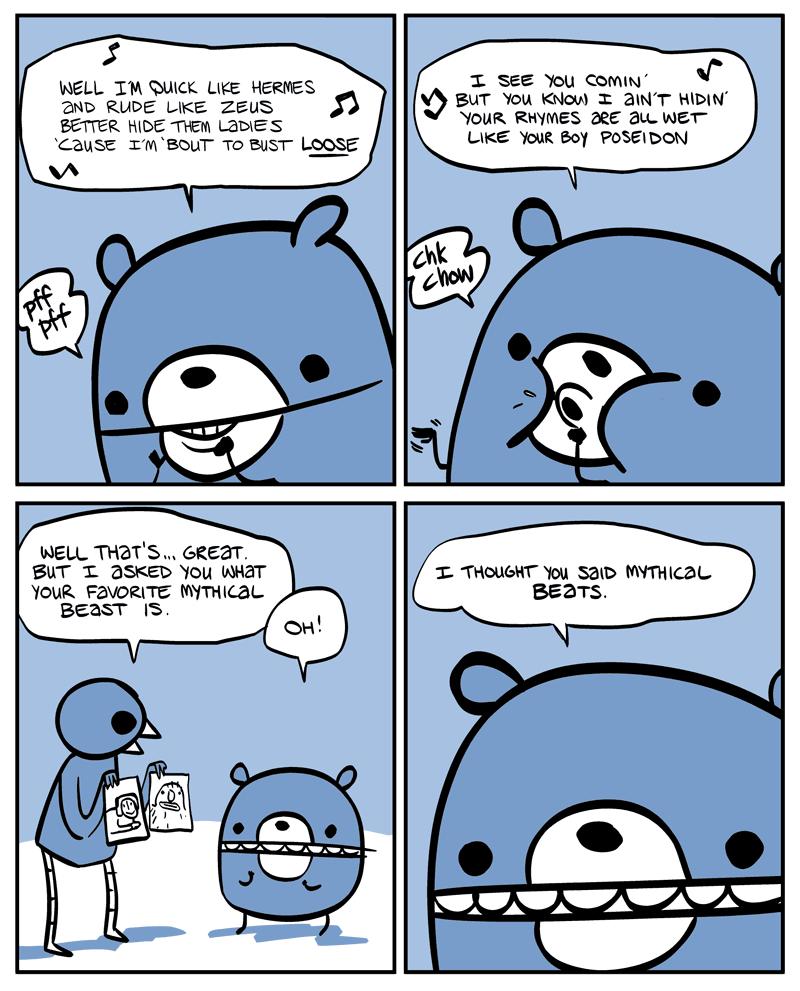 WELL I'M QUICK LIKE HERMES
AND RUDE LIKE ZEUS
BETTER HIDE THEM LADIES
'CAUSE I'M 'BOUT TO BUST LOOSE
pff
pff
I SEE YOU COMIN'
BUT YOU KNOW I AIN'T HIDIN'
YOUR RHYMES ARE ALL WET
LIKE YOUR BOY POSEIDON
chk
chow
WELL THAT'S... GREAT.
BUT I ASKED YOU WHAT
YOUR FAVORITE MYTHICAL
BEAST IS.
OH!
I THOUGHT YOU SAID MYTHICAL
BEATS.